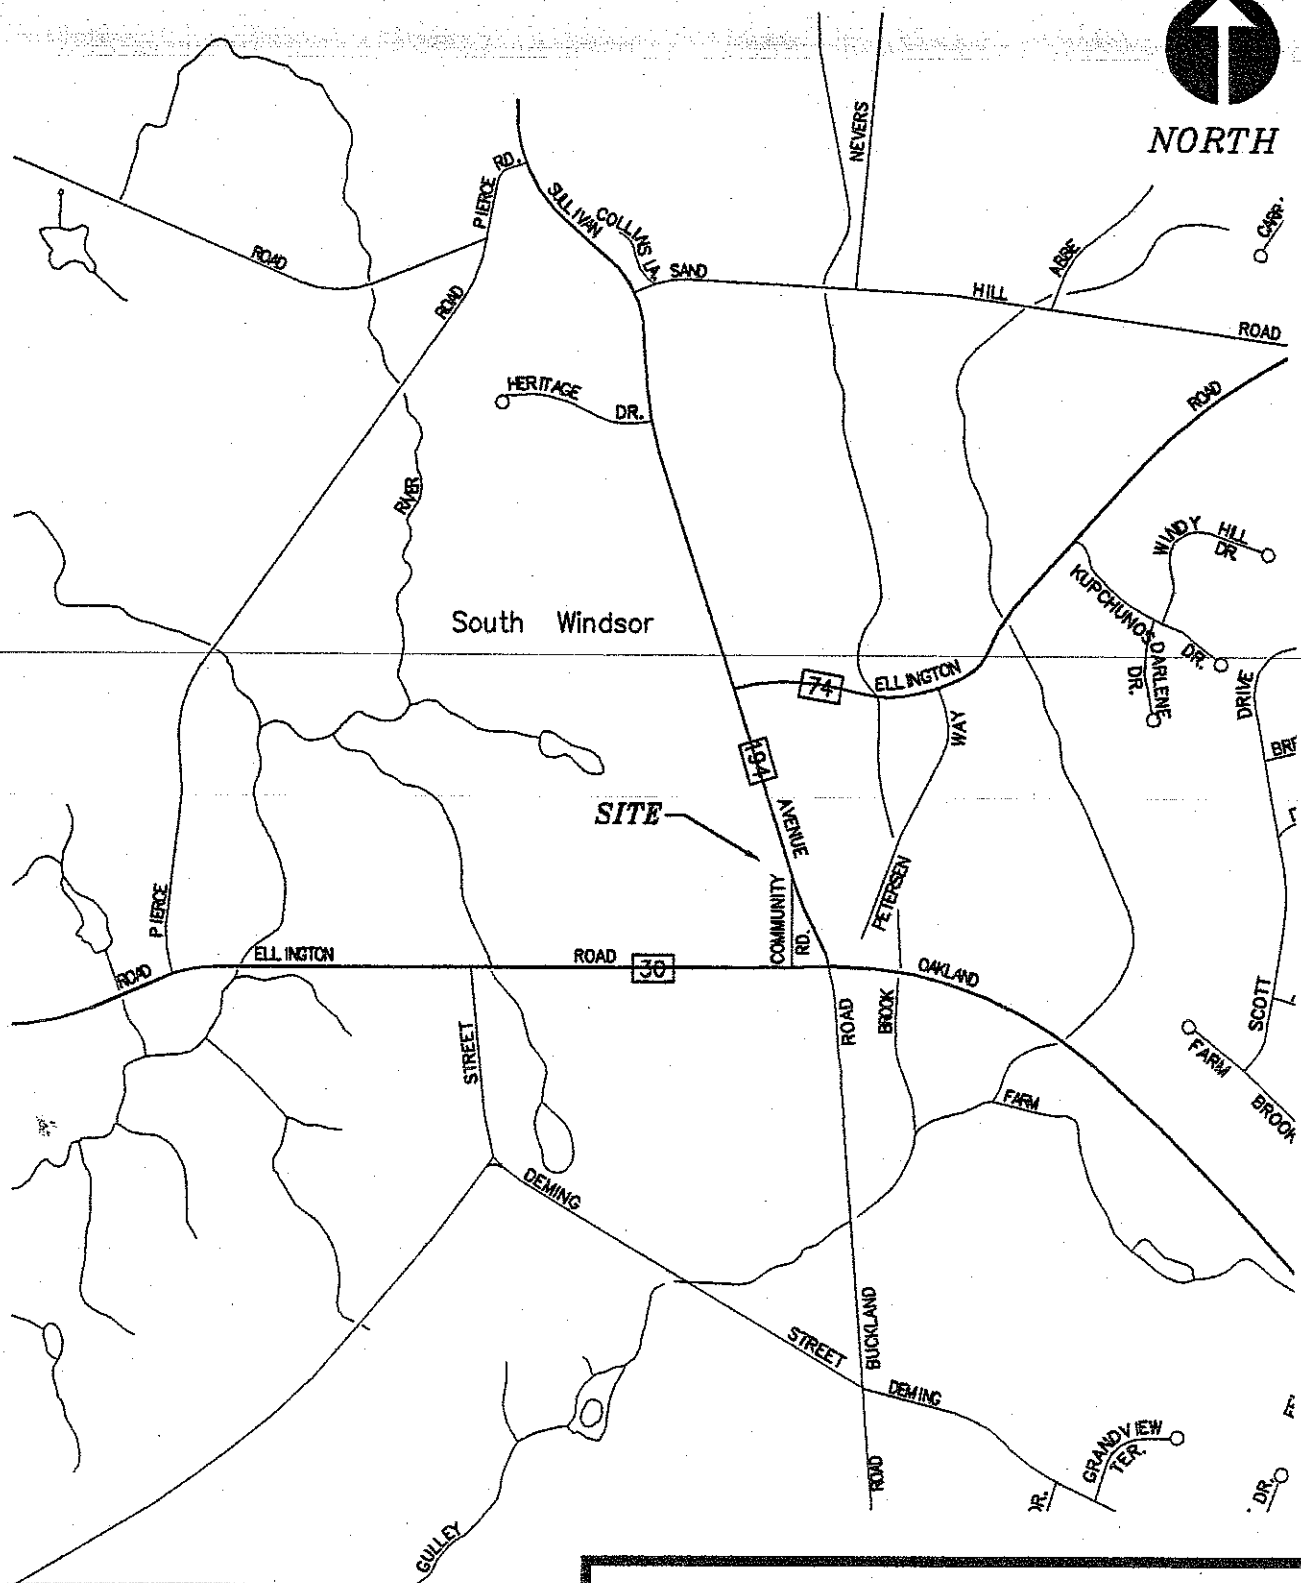 NORTH
NEVERS
PIERCE RD.
SULLIVAN
COLLINS LA.
CARR.
ROAD
SAND
HILL
ABBE
ROAD
ROAD
HERITAGE
DR.
ROAD
RIVER
WINDY HILL
DR.
KUPCHUNOS
DR.
South Windsor
DARLENE
DR.
74
ELLINGTON
WAY
DRIVE
194
SITE
AVENUE
PETERSEN
COMMUNITY
RD.
PIERCE
ROAD
ELLINGTON
ROAD
30
OAKLAND
SCOTT
STREET
ROAD
BROOK
FARM
BROOK
FARM
DEMING
STREET
BUCKLAND
DEMING
ROAD
GRANDVIEW
TER.
DR.
GULLEY